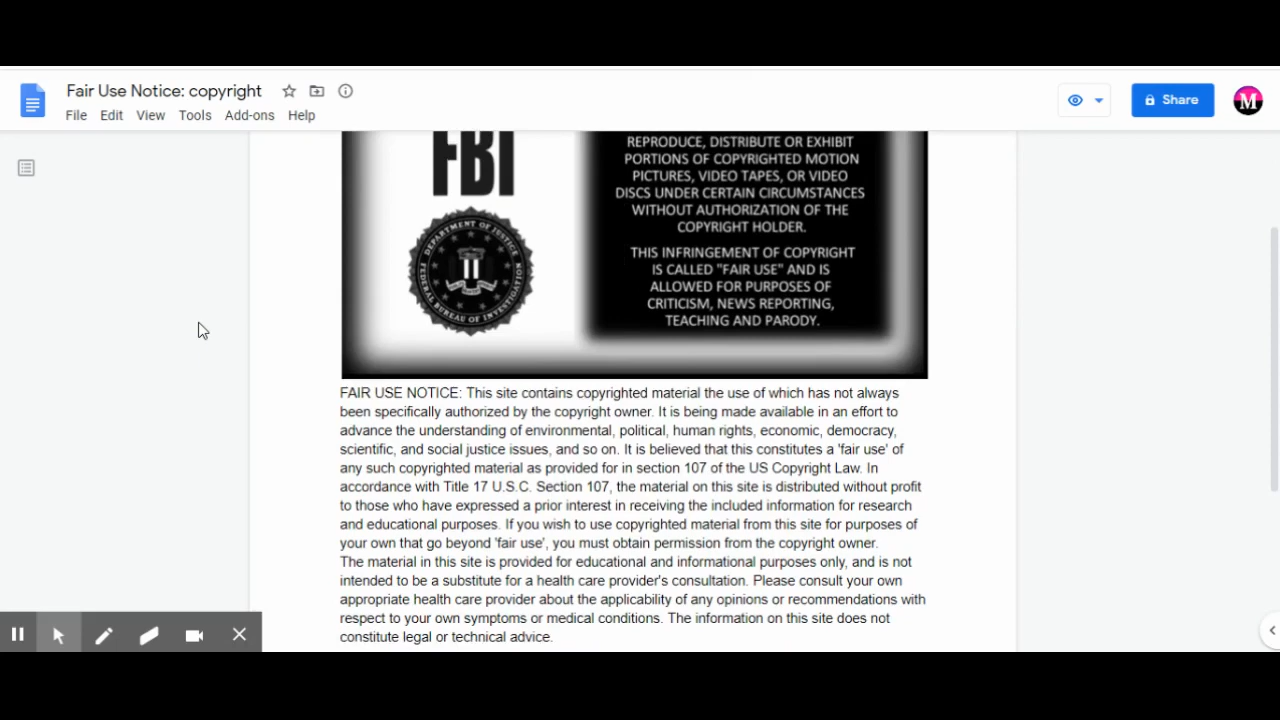 Fair Use Notice: copyright
File Edit View Tools Add-ons Help
Share
M
FBI
DEPARTMENT OF JUSTICE
FEDERAL BUREAU OF INVESTIGATION
REPRODUCE, DISTRIBUTE OR EXHIBIT
PORTIONS OF COPYRIGHTED MOTION
PICTURES, VIDEO TAPES, OR VIDEO
DISCS UNDER CERTAIN CIRCUMSTANCES
WITHOUT AUTHORIZATION OF THE
COPYRIGHT HOLDER.
THIS INFRINGEMENT OF COPYRIGHT
IS CALLED "FAIR USE" AND IS
ALLOWED FOR PURPOSES OF
CRITICISM, NEWS REPORTING,
TEACHING AND PARODY.
FAIR USE NOTICE: This site contains copyrighted material the use of which has not always
been specifically authorized by the copyright owner. It is being made available in an effort to
advance the understanding of environmental, political, human rights, economic, democracy,
scientific, and social justice issues, and so on. It is believed that this constitutes a 'fair use' of
any such copyrighted material as provided for in section 107 of the US Copyright Law. In
accordance with Title 17 U.S.C. Section 107, the material on this site is distributed without profit
to those who have expressed a prior interest in receiving the included information for research
and educational purposes. If you wish to use copyrighted material from this site for purposes of
your own that go beyond 'fair use', you must obtain permission from the copyright owner.
The material in this site is provided for educational and informational purposes only, and is not
intended to be a substitute for a health care provider's consultation. Please consult your own
appropriate health care provider about the applicability of any opinions or recommendations with
respect to your own symptoms or medical conditions. The information on this site does not
constitute legal or technical advice.